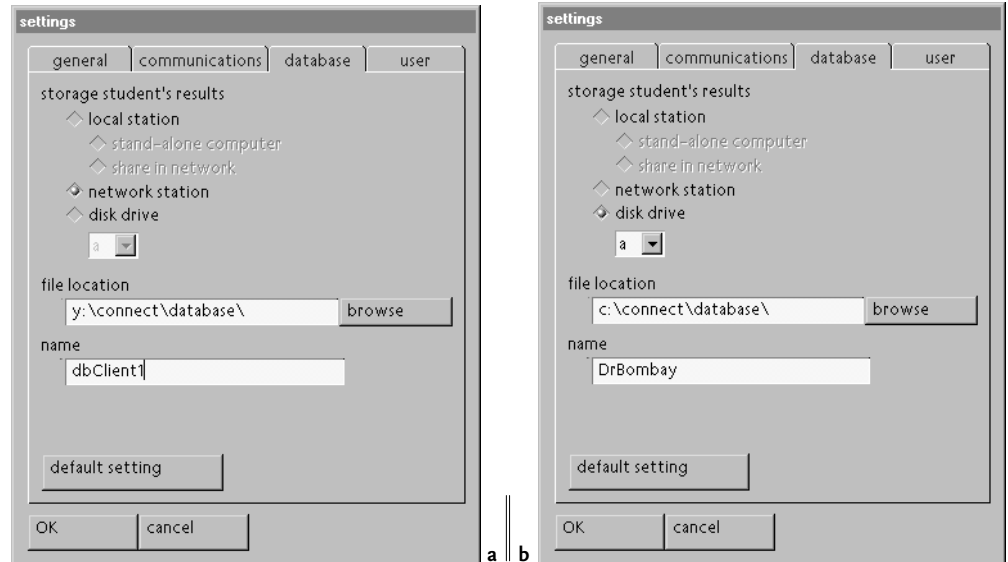 settings
general communications database user
storage student's results
local station
stand-alone computer
share in network
network station
disk drive
a
file location
y:\connect\database\ browse
name
dbClient1
default setting
OK cancel
a
settings
general communications database user
storage student's results
local station
stand-alone computer
share in network
network station
disk drive
a
file location
c:\connect\database\ browse
name
DrBombay
default setting
OK cancel
b